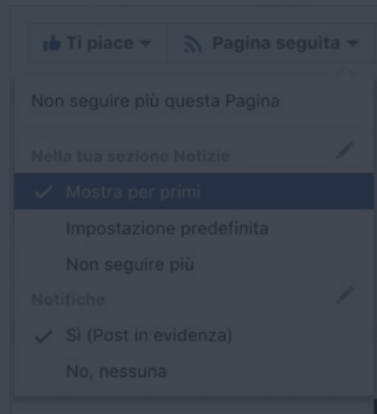 Ti piace Pagina seguita
Non seguire più questa Pagina
Nella tua sezione Notizie
Mostra per primi
Impostazione predefinita
Non seguire più
Notifiche
Sì (Post in evidenza)
No, nessuna